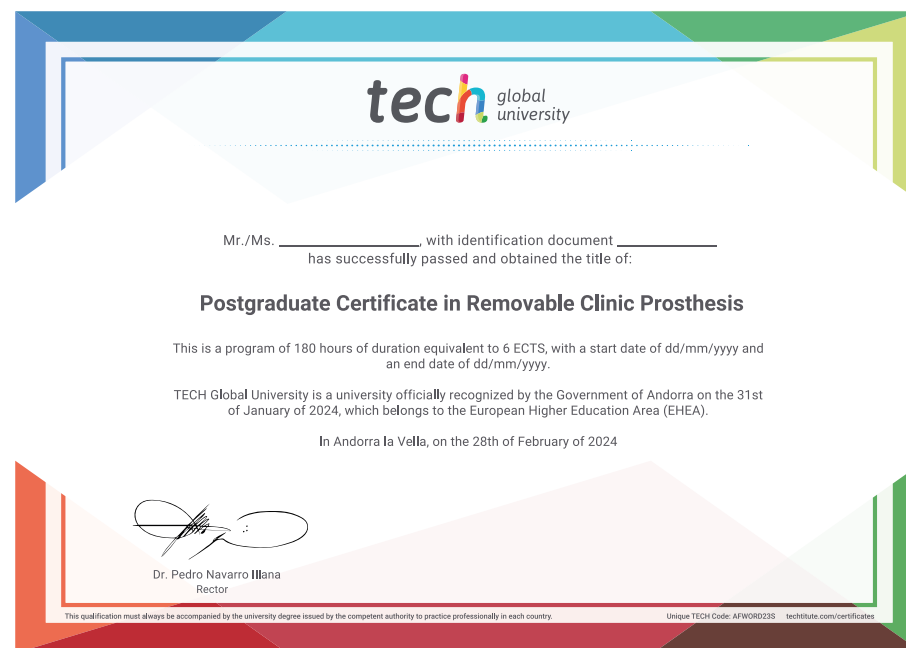 tech global university
Mr./Ms. ____________, with identification document ____________
has successfully passed and obtained the title of:
Postgraduate Certificate in Removable Clinic Prosthesis
This is a program of 180 hours of duration equivalent to 6 ECTS, with a start date of dd/mm/yyyy and
an end date of dd/mm/yyyy.
TECH Global University is a university officially recognized by the Government of Andorra on the 31st
of January of 2024, which belongs to the European Higher Education Area (EHEA).
In Andorra la Vella, on the 28th of February of 2024
Dr. Pedro Navarro Illana
Rector
This qualification must always be accompanied by the university degree issued by the competent authority to practice professionally in each country. Unique TECH Code: AFWORD23S techtitute.com/certificates